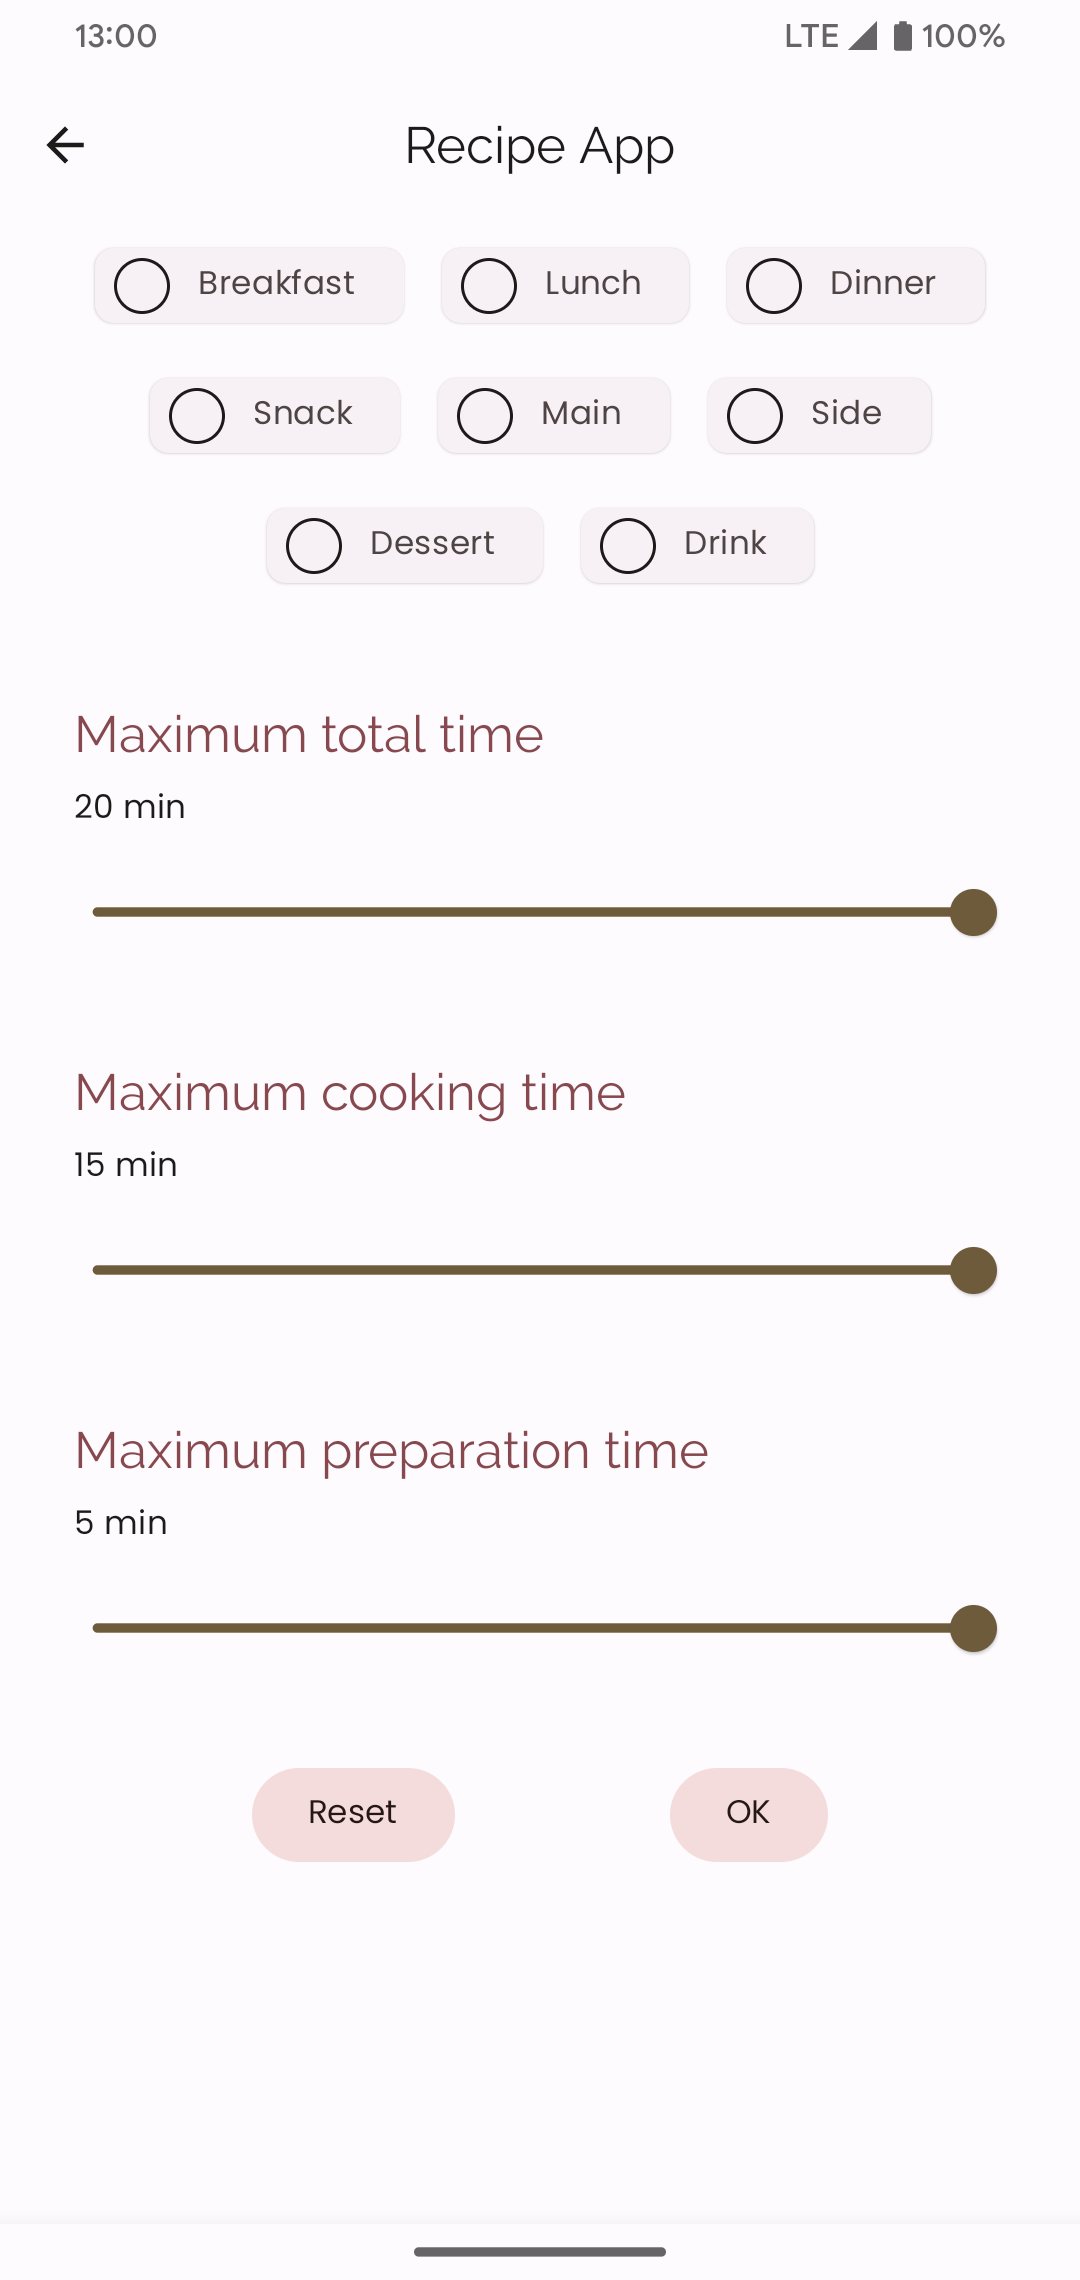 13:00 LTE 100%
Recipe App
Breakfast Lunch Dinner
Snack Main Side
Dessert Drink
Maximum total time
20 min
Maximum cooking time
15 min
Maximum preparation time
5 min
Reset OK